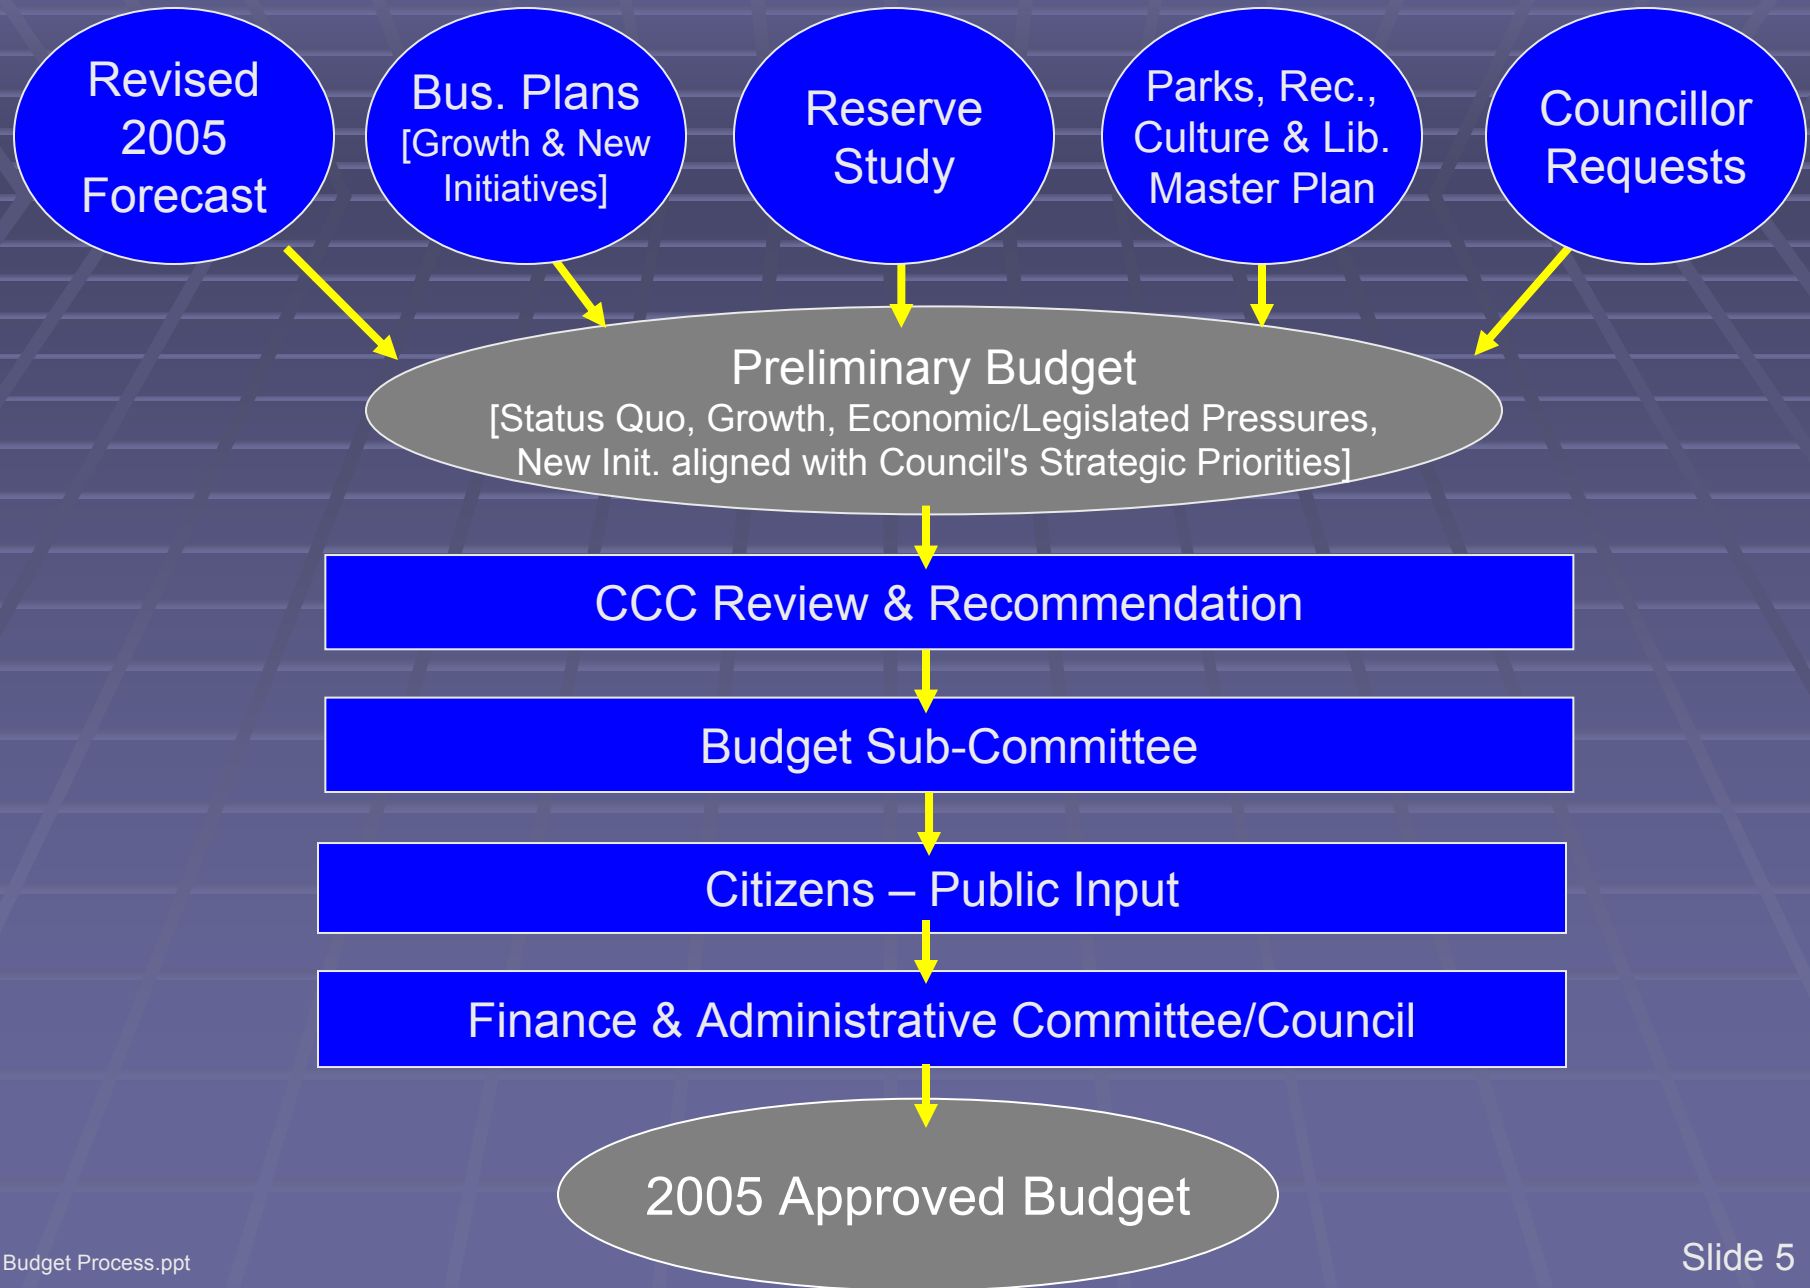 Revised
2005
Forecast
Bus. Plans
[Growth & New
Initiatives]
Reserve
Study
Parks, Rec.,
Culture & Lib.
Master Plan
Councillor
Requests
Preliminary Budget
[Status Quo, Growth, Economic/Legislated Pressures,
New Init. aligned with Council's Strategic Priorities]
CCC Review & Recommendation
Budget Sub-Committee
Citizens – Public Input
Finance & Administrative Committee/Council
2005 Approved Budget
Budget Process.ppt
Slide 5